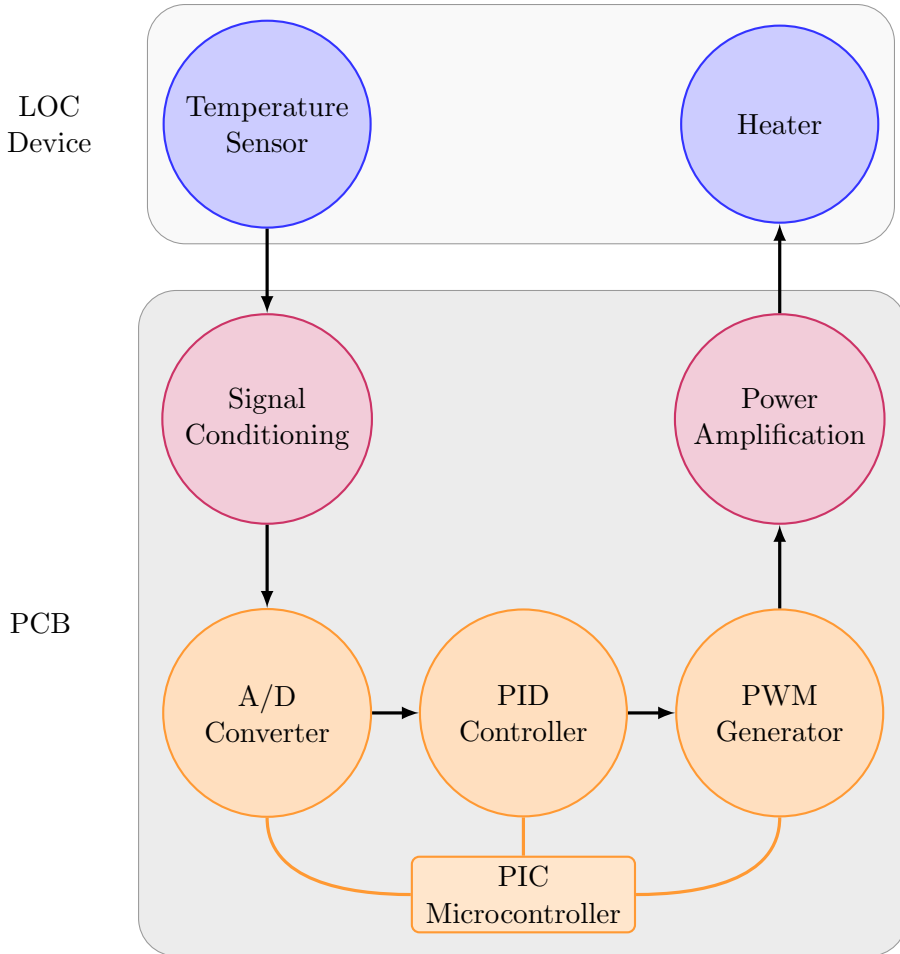 LOC
Device
Temperature
Sensor
Heater
Signal
Conditioning
Power
Amplification
PCB
A/D
Converter
PID
Controller
PWM
Generator
PIC
Microcontroller